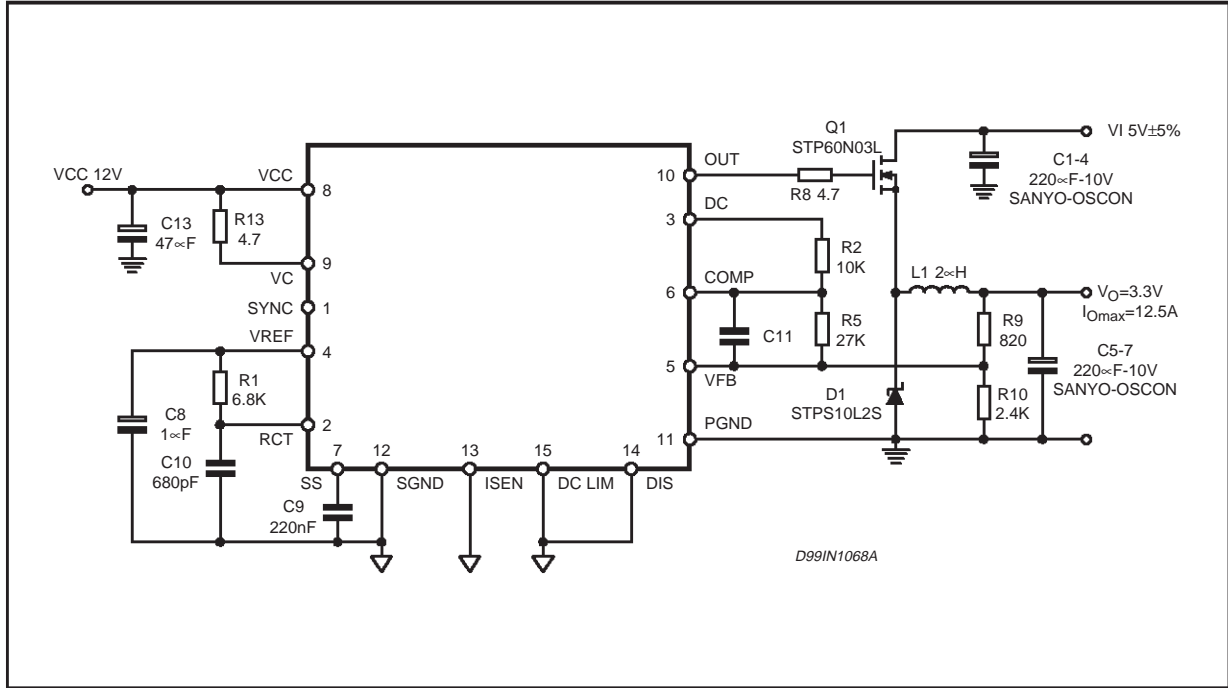 Q1
STP60N03L
VI 5V±5%
C1-4
220∝F-10V
SANYO-OSCON
OUT
10
R8 4.7
VCC 12V
VCC
8
DC
3
C13
47∝F
R13
4.7
R2
10K
VC
9
L1 2∝H
COMP
6
VO=3.3V
IOmax=12.5A
SYNC
1
R9
820
C11
R5
27K
VREF
4
C5-7
220∝F-10V
SANYO-OSCON
5
VFB
R1
6.8K
D1
STPS10L2S
R10
2.4K
C8
1∝F
RCT
2
PGND
11
C10
680pF
7
12
13
15
14
SS
SGND
ISEN
DC LIM
DIS
C9
220nF
D99IN1068A